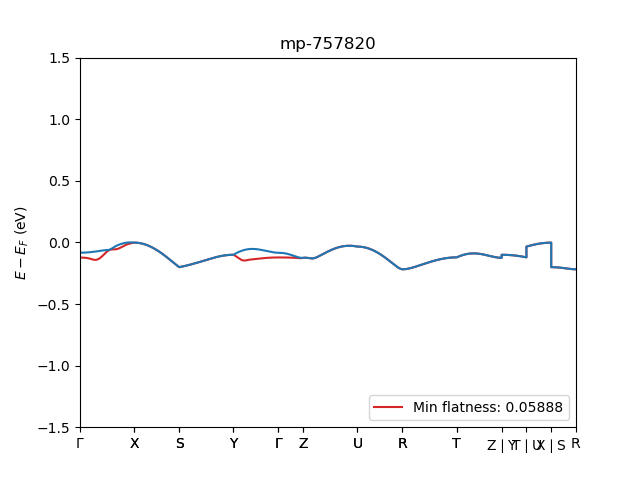 mp-757820
E − E_F (eV)
1.5
1.0
0.5
0.0
−0.5
−1.0
−1.5
Min flatness: 0.05888
Γ X S Y Γ Z U R T Z | Y T | U X | S R